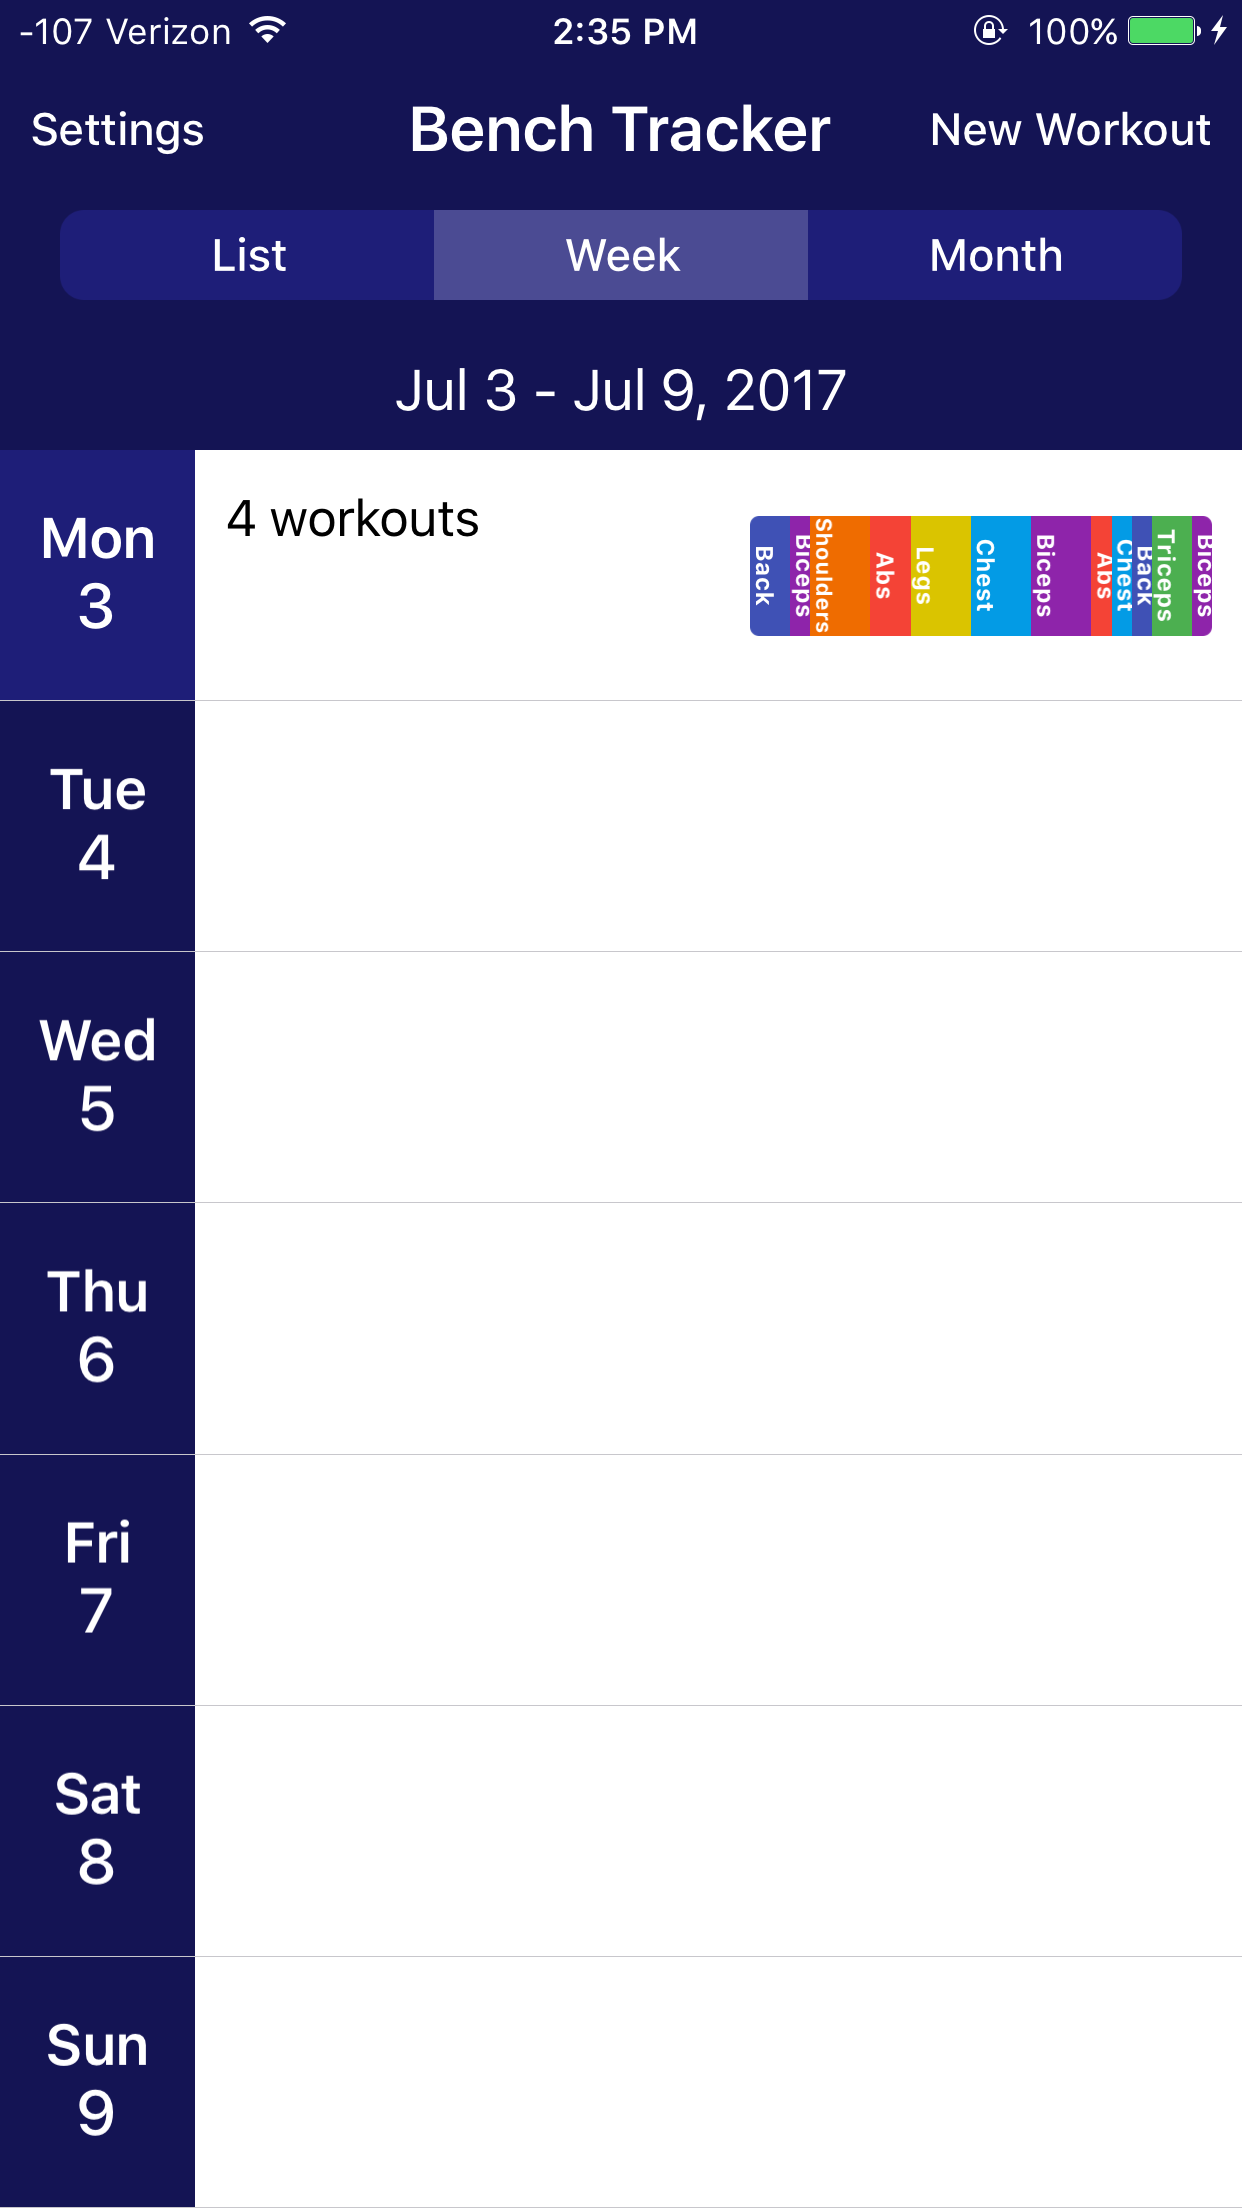 -107 Verizon 2:35 PM 100%
Settings Bench Tracker New Workout
List Week Month
Jul 3 - Jul 9, 2017
Mon
3
4 workouts
Back
Biceps
Shoulders
Abs
Legs
Chest
Biceps
Abs
Chest
Back
Triceps
Biceps
Tue
4
Wed
5
Thu
6
Fri
7
Sat
8
Sun
9